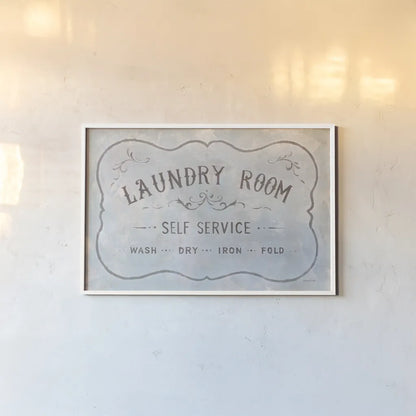 LAUNDRY ROOM
SELF SERVICE
WASH ··· DRY ··· IRON ··· FOLD